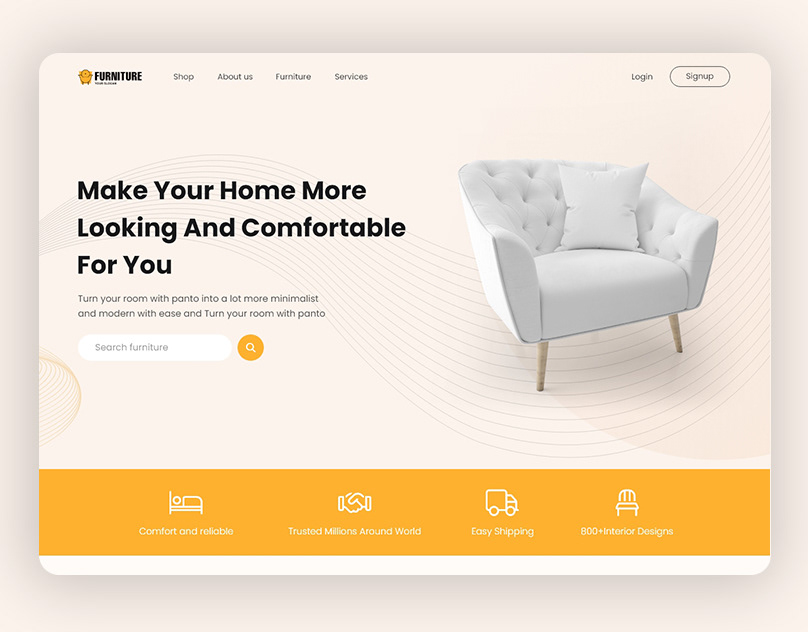 FURNITURE
YOUR SLOGAN
Shop
About us
Furniture
Services
Login
Signup
Make Your Home More
Looking And Comfortable
For You
Turn your room with panto into a lot more minimalist
and modern with ease and Turn your room with panto
Search furniture
Comfort and reliable
Trusted Millions Around World
Easy Shipping
800+Interior Designs